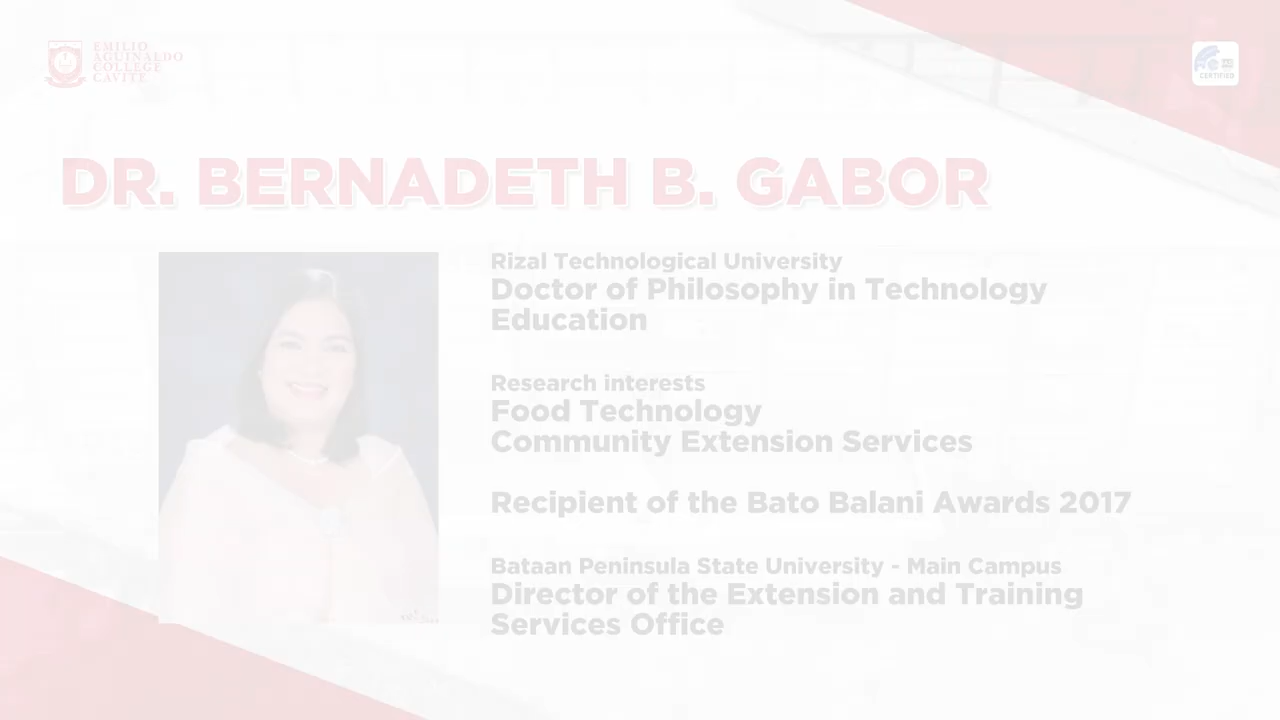 EMILIO
AGUINALDO
COLLEGE
CAVITE
CERTIFIED
DR. BERNADETH B. GABOR
Rizal Technological University
Doctor of Philosophy in Technology
Education
Research interests
Food Technology
Community Extension Services
Recipient of the Bato Balani Awards 2017
Bataan Peninsula State University - Main Campus
Director of the Extension and Training
Services Office